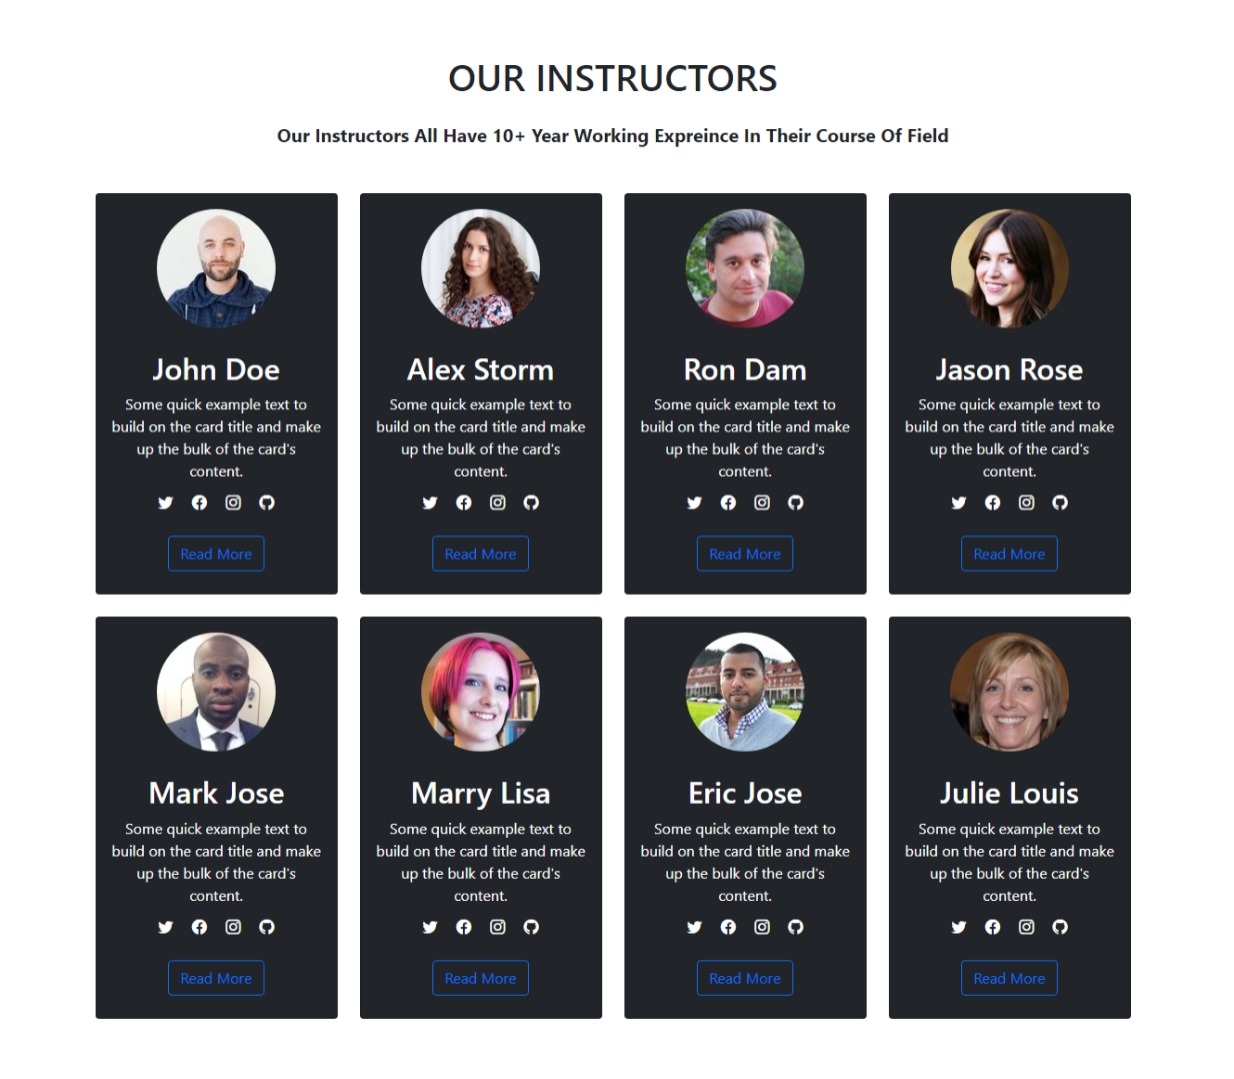 OUR INSTRUCTORS
Our Instructors All Have 10+ Year Working Expreince In Their Course Of Field
John Doe
Some quick example text to
build on the card title and make
up the bulk of the card's
content.
Read More
Alex Storm
Some quick example text to
build on the card title and make
up the bulk of the card's
content.
Read More
Ron Dam
Some quick example text to
build on the card title and make
up the bulk of the card's
content.
Read More
Jason Rose
Some quick example text to
build on the card title and make
up the bulk of the card's
content.
Read More
Mark Jose
Some quick example text to
build on the card title and make
up the bulk of the card's
content.
Read More
Marry Lisa
Some quick example text to
build on the card title and make
up the bulk of the card's
content.
Read More
Eric Jose
Some quick example text to
build on the card title and make
up the bulk of the card's
content.
Read More
Julie Louis
Some quick example text to
build on the card title and make
up the bulk of the card's
content.
Read More